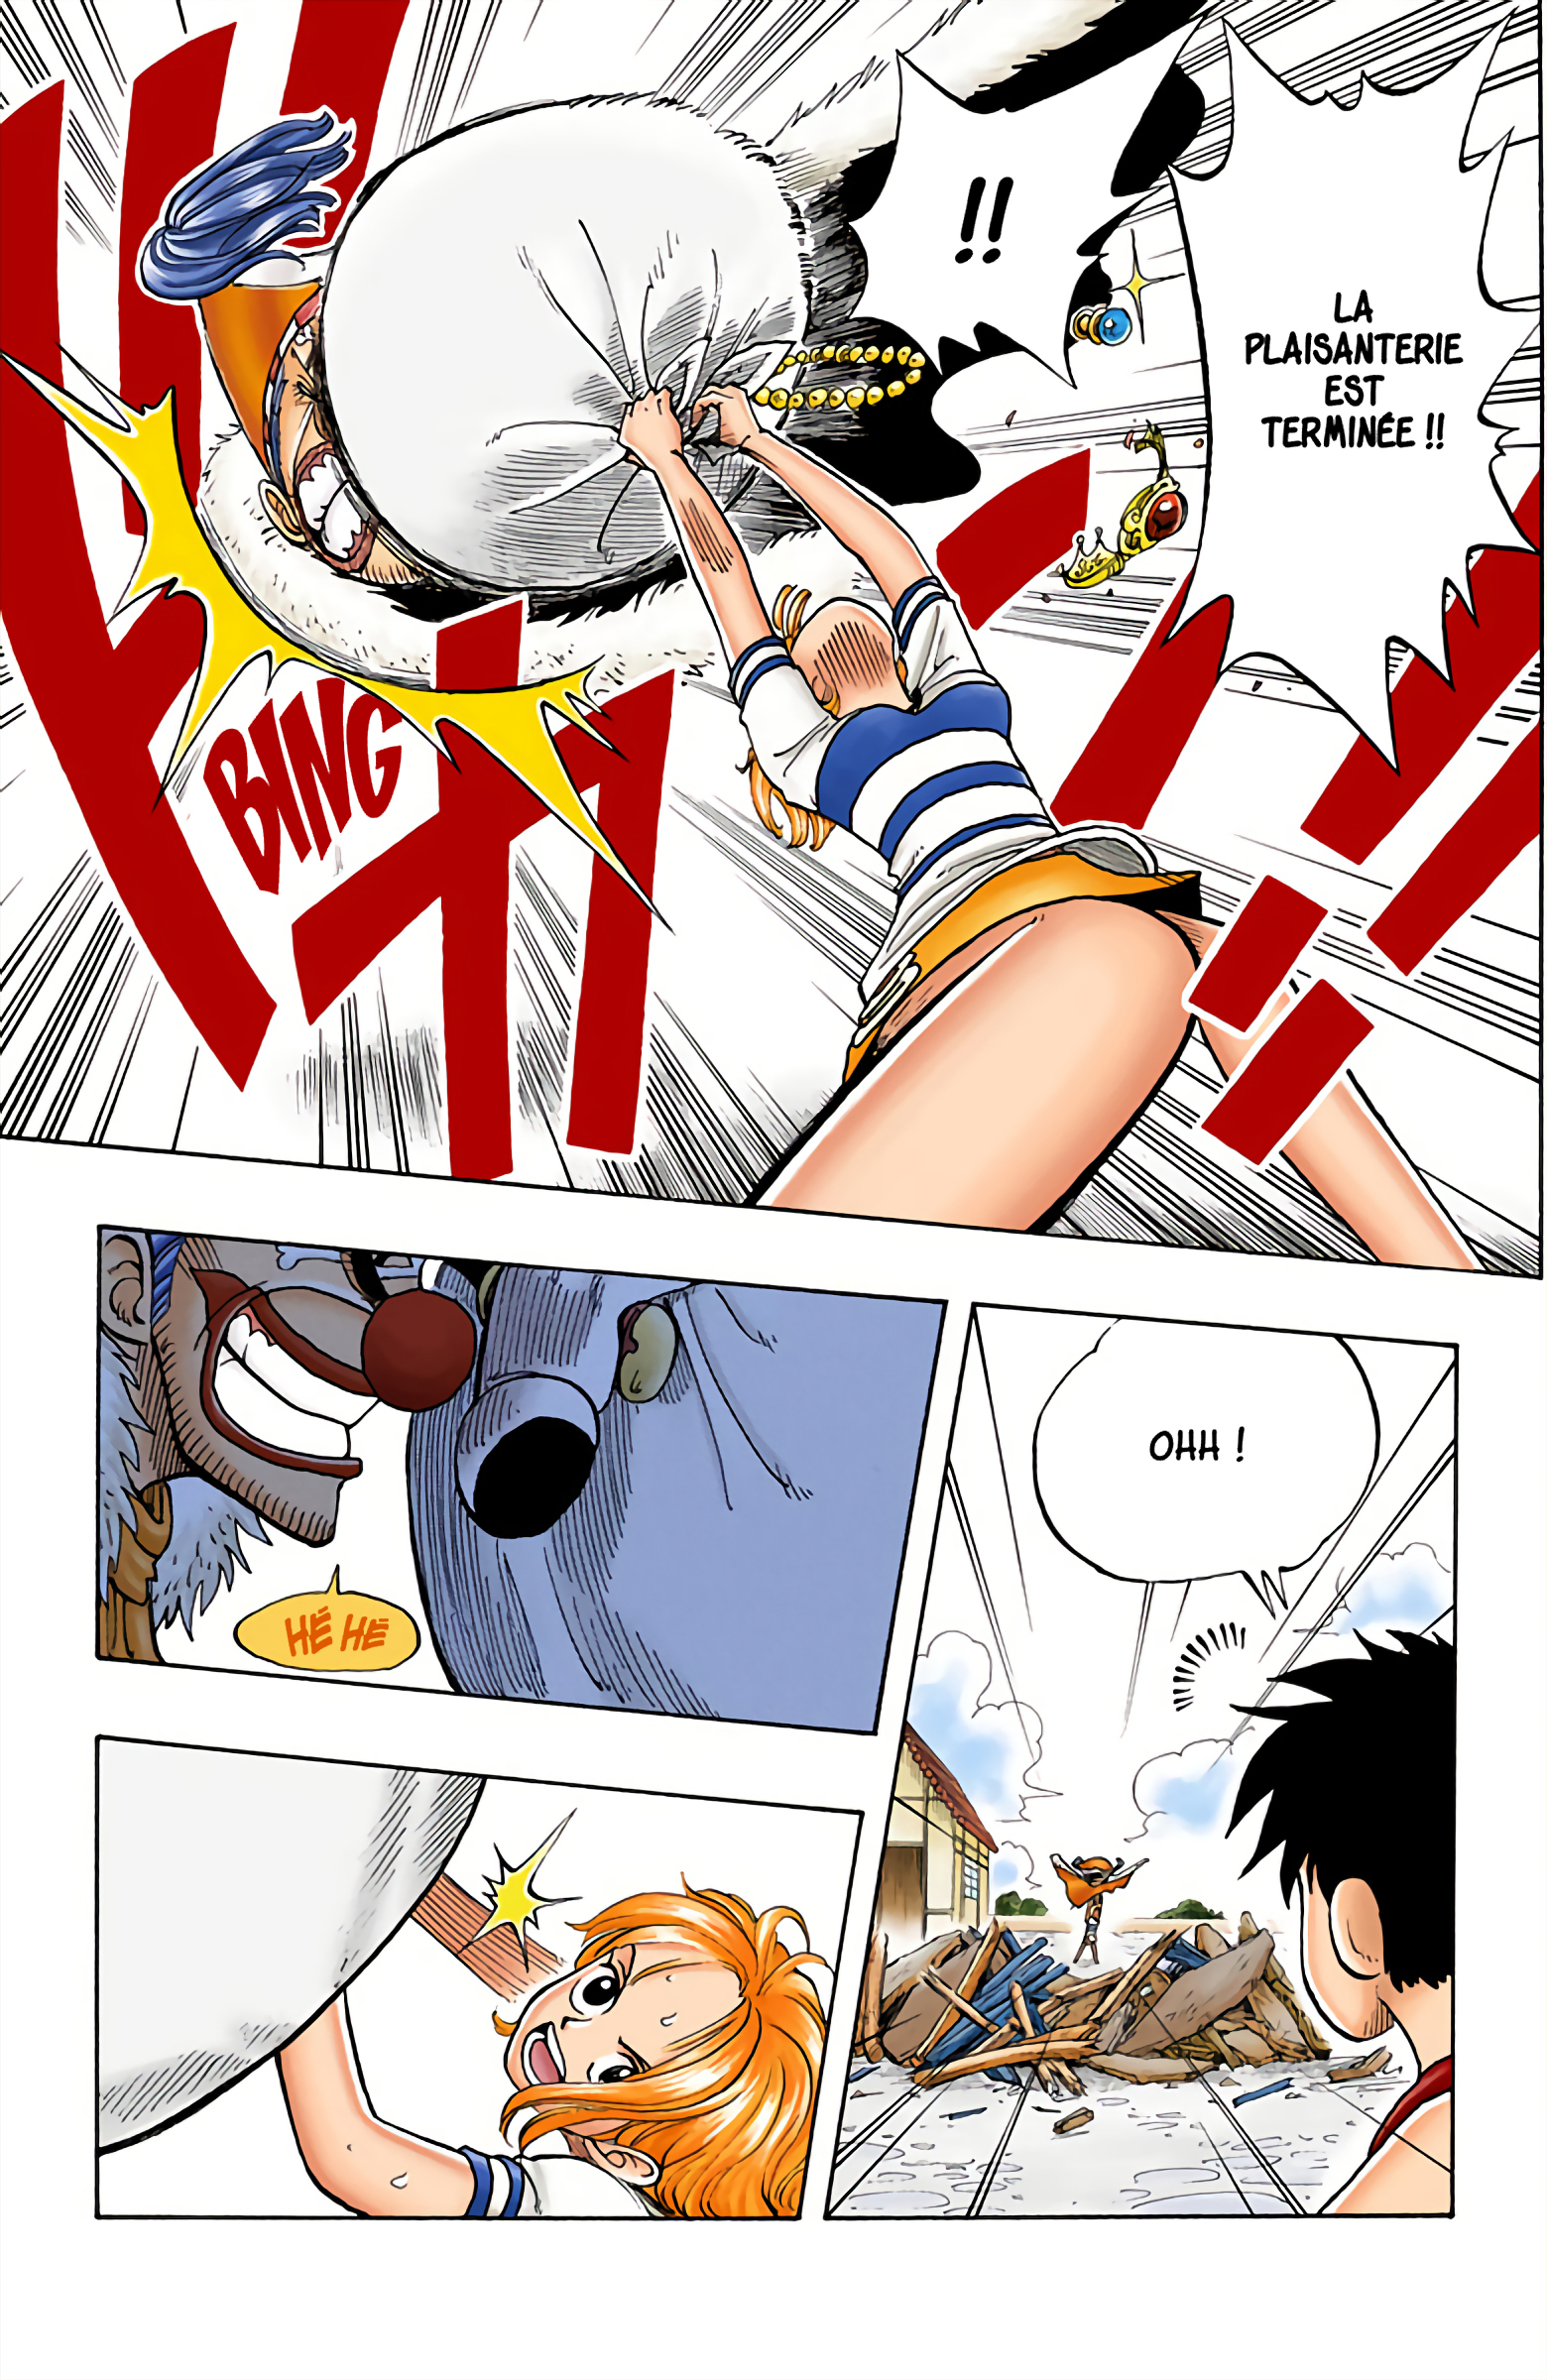 LA
PLAISANTERIE
EST
TERMINÉE !!
!!
BING
OHH !
HÉ HÉ